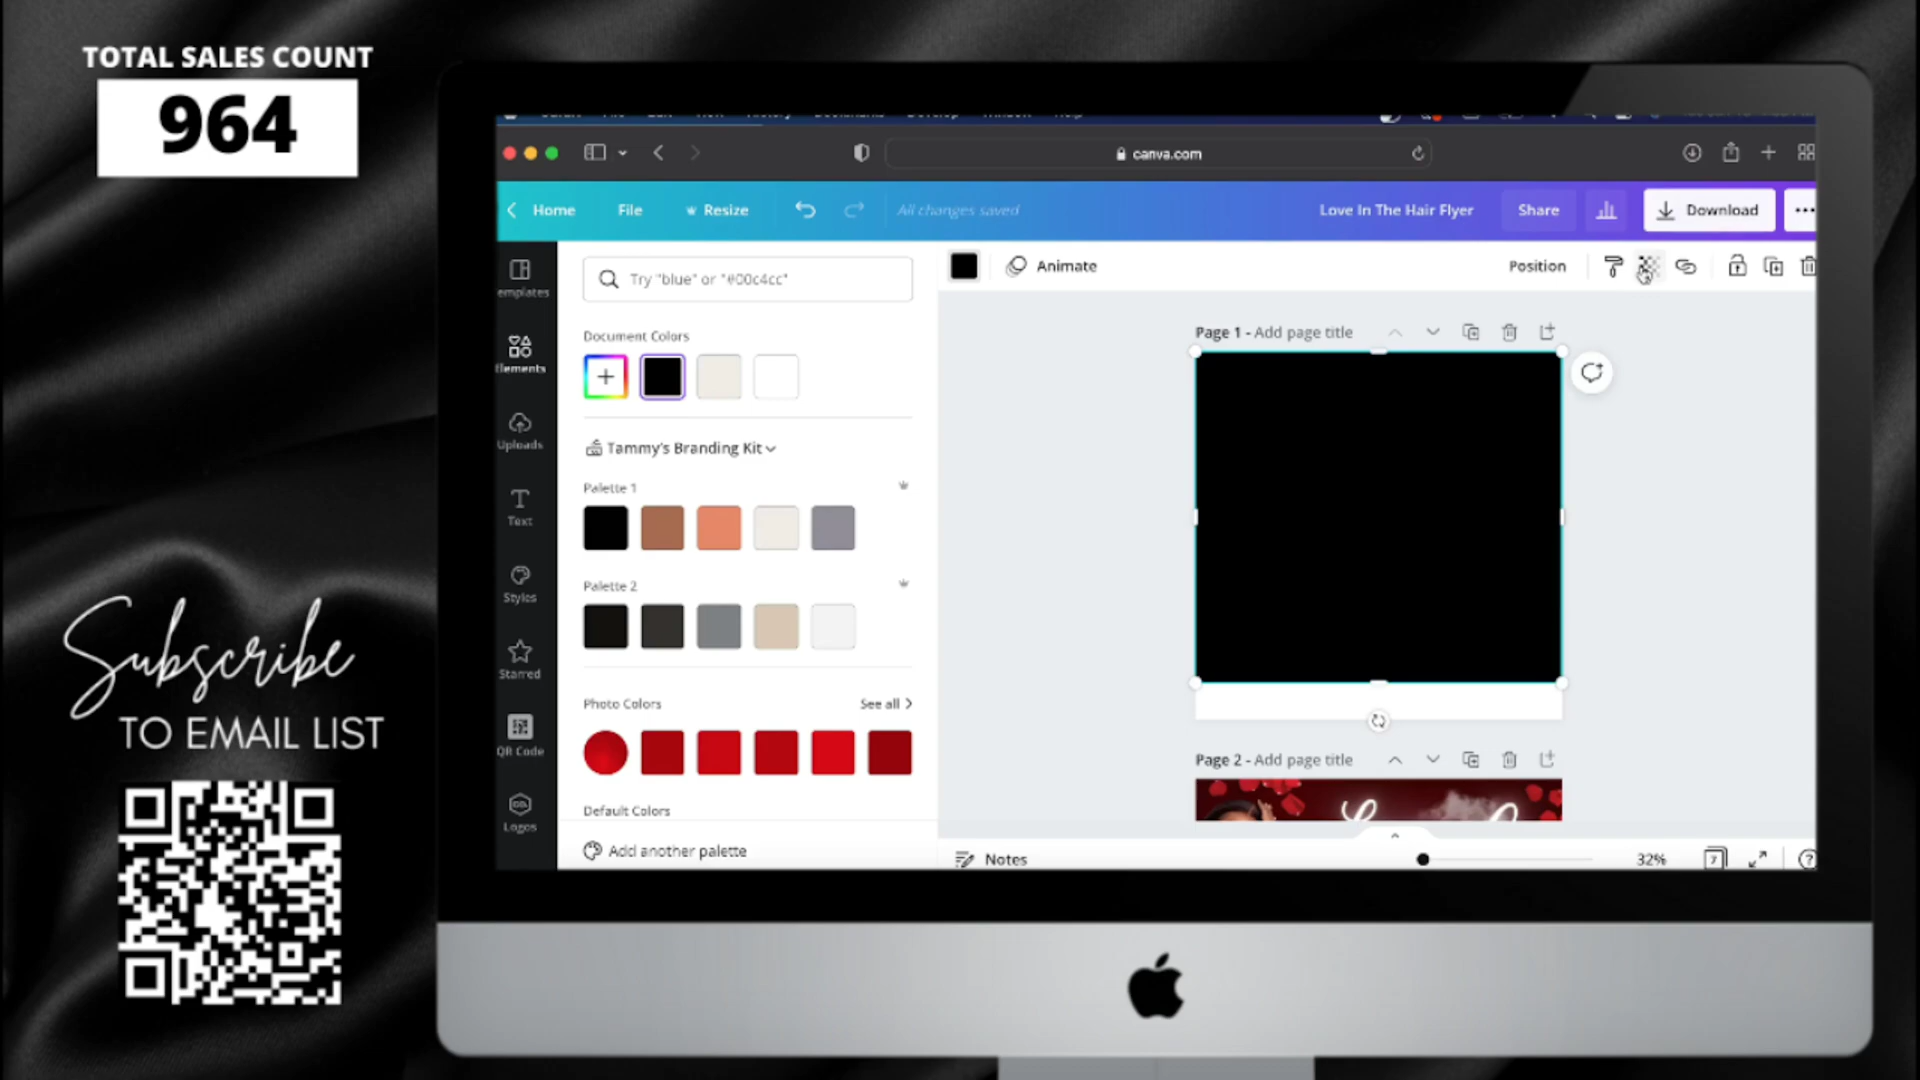 TOTAL SALES COUNT
964
Subscribe
TO EMAIL LIST
canva.com
Home
File
Resize
All changes saved
Love In The Hair Flyer
Share
Download
emplates
Elements
Uploads
Text
Styles
Starred
QR Code
Logos
Try "blue" or "#00c4cc"
Document Colors
Tammy's Branding Kit
Palette 1
Palette 2
Photo Colors
See all
Default Colors
Add another palette
Animate
Position
Page 1 - Add page title
Page 2 - Add page title
Notes
32%
7